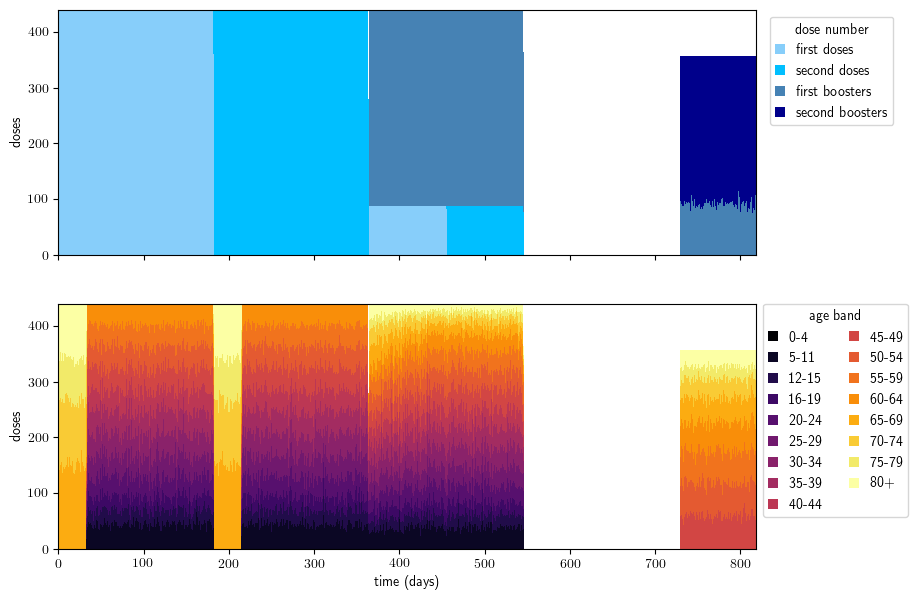 400
300
200
100
0
doses
dose number
first doses
second doses
first boosters
second boosters
400
300
200
100
0
doses
0 100 200 300 400 500 600 700 800
time (days)
age band
0-4 45-49
5-11 50-54
12-15 55-59
16-19 60-64
20-24 65-69
25-29 70-74
30-34 75-79
35-39 80+
40-44